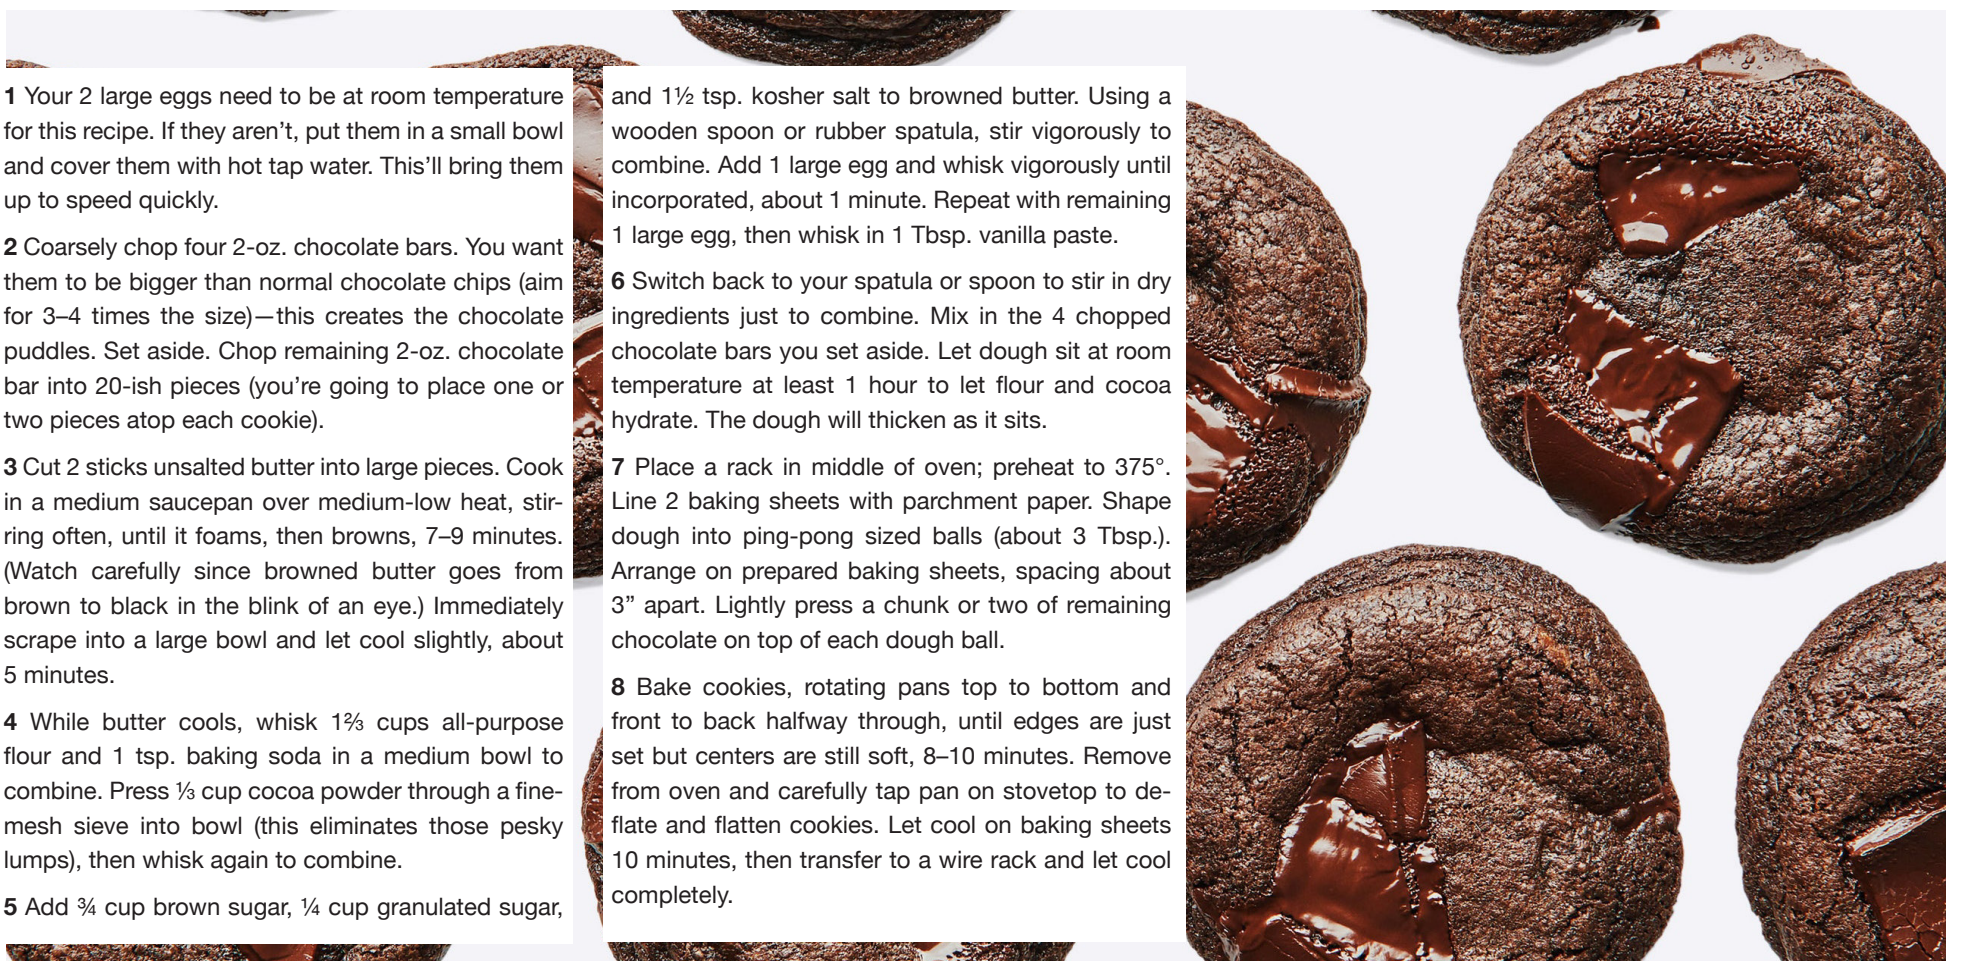 1 Your 2 large eggs need to be at room temperature
for this recipe. If they aren’t, put them in a small bowl
and cover them with hot tap water. This’ll bring them
up to speed quickly.
2 Coarsely chop four 2-oz. chocolate bars. You want
them to be bigger than normal chocolate chips (aim
for 3–4 times the size)—this creates the chocolate
puddles. Set aside. Chop remaining 2-oz. chocolate
bar into 20-ish pieces (you’re going to place one or
two pieces atop each cookie).
3 Cut 2 sticks unsalted butter into large pieces. Cook
in a medium saucepan over medium-low heat, stir-
ring often, until it foams, then browns, 7–9 minutes.
(Watch carefully since browned butter goes from
brown to black in the blink of an eye.) Immediately
scrape into a large bowl and let cool slightly, about
5 minutes.
4 While butter cools, whisk 1⅔ cups all-purpose
flour and 1 tsp. baking soda in a medium bowl to
combine. Press ⅓ cup cocoa powder through a fine-
mesh sieve into bowl (this eliminates those pesky
lumps), then whisk again to combine.
5 Add ¾ cup brown sugar, ¼ cup granulated sugar,
and 1½ tsp. kosher salt to browned butter. Using a
wooden spoon or rubber spatula, stir vigorously to
combine. Add 1 large egg and whisk vigorously until
incorporated, about 1 minute. Repeat with remaining
1 large egg, then whisk in 1 Tbsp. vanilla paste.
6 Switch back to your spatula or spoon to stir in dry
ingredients just to combine. Mix in the 4 chopped
chocolate bars you set aside. Let dough sit at room
temperature at least 1 hour to let flour and cocoa
hydrate. The dough will thicken as it sits.
7 Place a rack in middle of oven; preheat to 375°.
Line 2 baking sheets with parchment paper. Shape
dough into ping-pong sized balls (about 3 Tbsp.).
Arrange on prepared baking sheets, spacing about
3” apart. Lightly press a chunk or two of remaining
chocolate on top of each dough ball.
8 Bake cookies, rotating pans top to bottom and
front to back halfway through, until edges are just
set but centers are still soft, 8–10 minutes. Remove
from oven and carefully tap pan on stovetop to de-
flate and flatten cookies. Let cool on baking sheets
10 minutes, then transfer to a wire rack and let cool
completely.